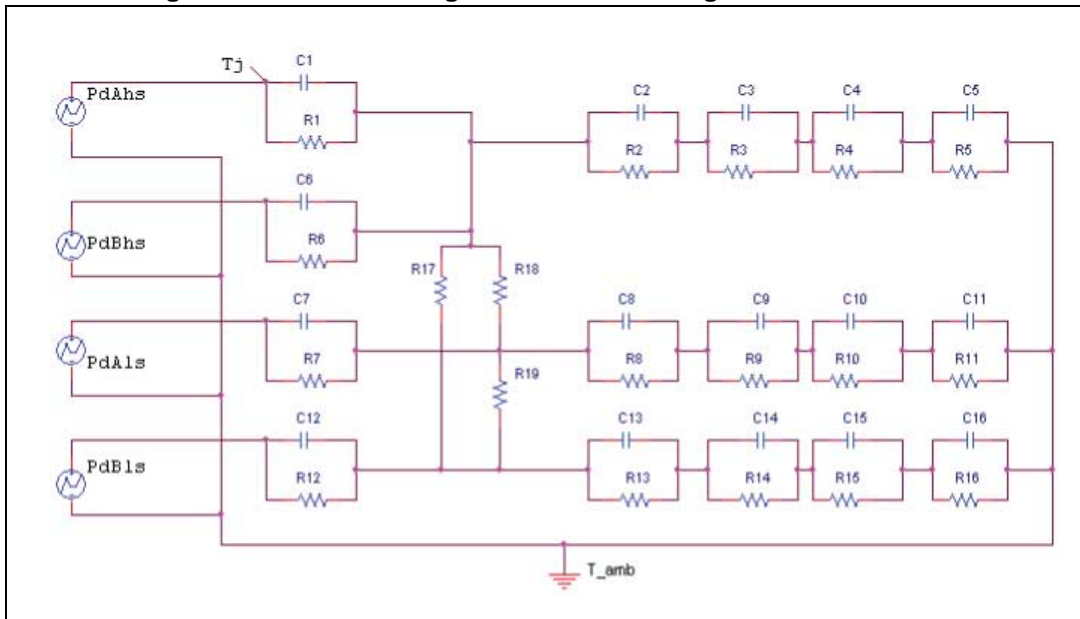 Tj
C1
PdAhs
R1
C2
C3
C4
C5
R2
R3
R4
R5
C6
PdBhs
R6
R17
R18
C7
C8
C9
C10
C11
PdAls
R7
R8
R9
R10
R11
R19
C12
C13
C14
C15
C16
PdBls
R12
R13
R14
R15
R16
T_amb